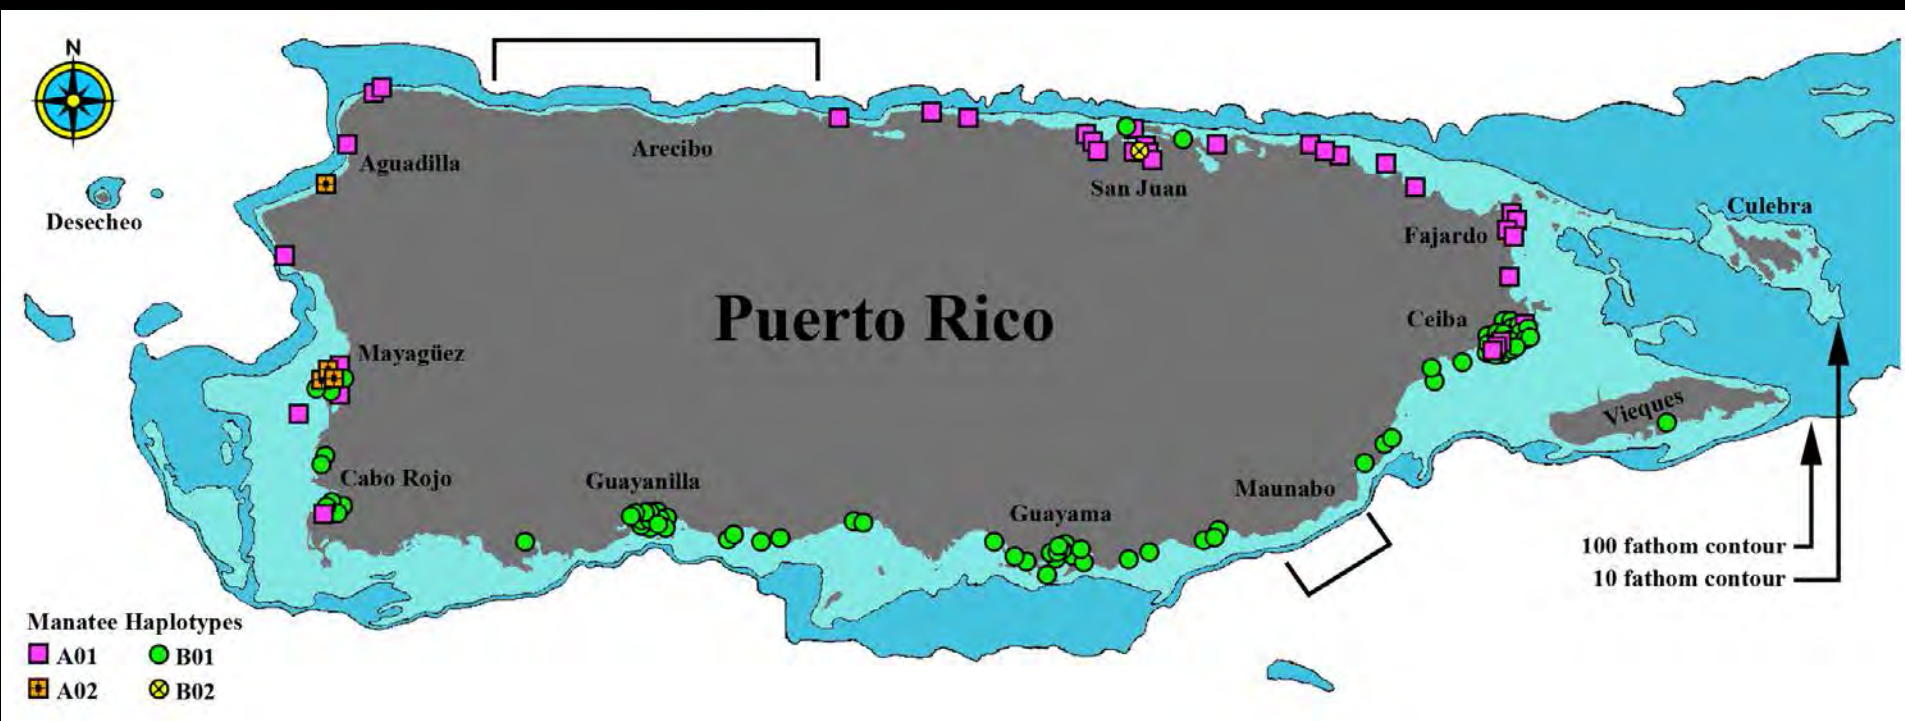 N
Aguadilla
Arecibo
San Juan
Desecheo
Culebra
Fajardo
Puerto Rico
Ceiba
Mayagüez
Vieques
Cabo Rojo
Guayanilla
Maunabo
Guayama
100 fathom contour
10 fathom contour
Manatee Haplotypes
A01 B01
A02 B02